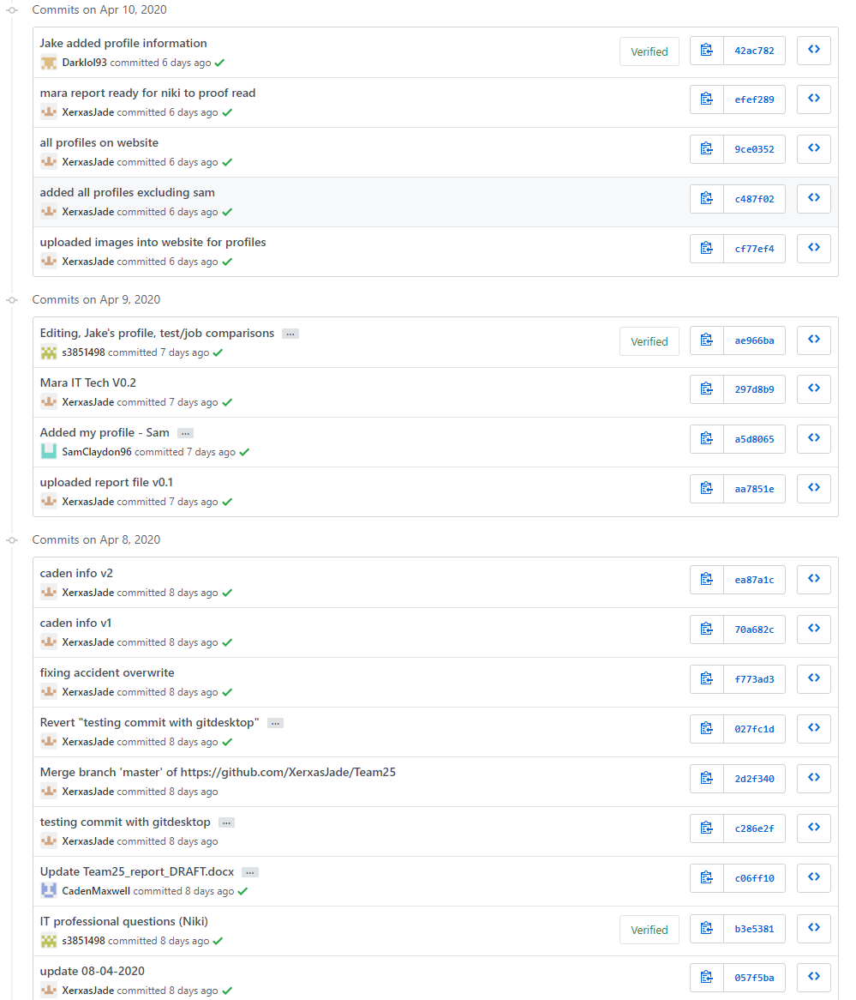 Commits on Apr 10, 2020
Jake added profile information
Darklol93 committed 6 days ago
Verified
42ac782
mara report ready for niki to proof read
XerxasJade committed 6 days ago
efef289
all profiles on website
XerxasJade committed 6 days ago
9ce0352
added all profiles excluding sam
XerxasJade committed 6 days ago
c487f02
uploaded images into website for profiles
XerxasJade committed 6 days ago
cf77ef4
Commits on Apr 9, 2020
Editing, Jake's profile, test/job comparisons ...
s3851498 committed 7 days ago
Verified
ae966ba
Mara IT Tech V0.2
XerxasJade committed 7 days ago
297d8b9
Added my profile - Sam ...
SamClaydon96 committed 7 days ago
a5d8065
uploaded report file v0.1
XerxasJade committed 7 days ago
aa7851e
Commits on Apr 8, 2020
caden info v2
XerxasJade committed 8 days ago
ea87a1c
caden info v1
XerxasJade committed 8 days ago
70a682c
fixing accident overwrite
XerxasJade committed 8 days ago
f773ad3
Revert "testing commit with gitdesktop" ...
XerxasJade committed 8 days ago
027fc1d
Merge branch 'master' of https://github.com/XerxasJade/Team25
XerxasJade committed 8 days ago
2d2f340
testing commit with gitdesktop ...
XerxasJade committed 8 days ago
c286e2f
Update Team25_report_DRAFT.docx ...
CadenMaxwell committed 8 days ago
c06ff10
IT professional questions (Niki)
s3851498 committed 8 days ago
Verified
b3e5381
update 08-04-2020
XerxasJade committed 8 days ago
057f5ba